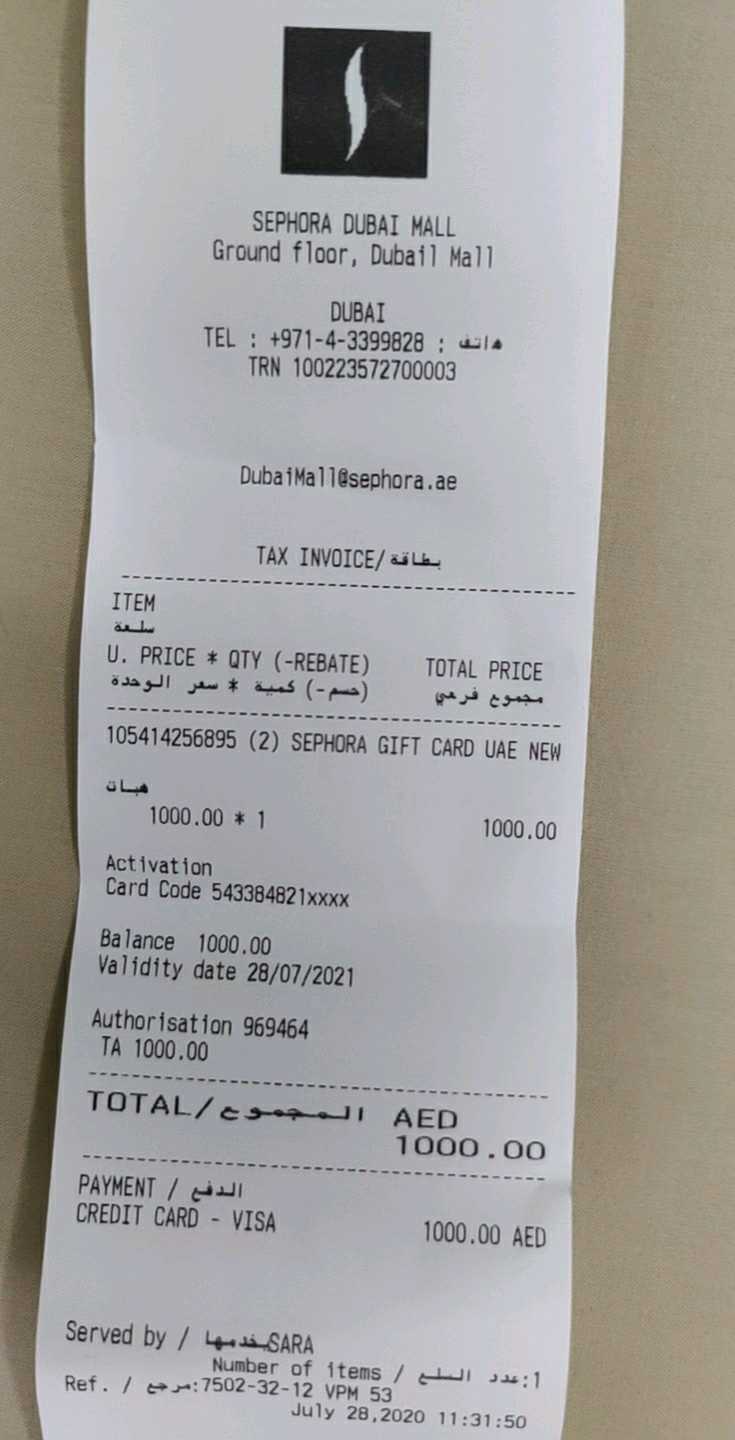 SEPHORA DUBAI MALL
Ground floor, Dubail Mall
DUBAI
TEL : +971-4-3399828 : هاتف
TRN 100223572700003
DubaiMall@sephora.ae
TAX INVOICE/بطاقة
ITEM
سلعة
U. PRICE * QTY (-REBATE) TOTAL PRICE
مجموع فرعي (حسم-) كمية * سعر الوحدة
105414256895 (2) SEPHORA GIFT CARD UAE NEW
هبات
1000.00 * 1 1000.00
Activation
Card Code 543384821xxxx
Balance 1000.00
Validity date 28/07/2021
Authorisation 969464
TA 1000.00
TOTAL/المجموع AED
1000.00
PAYMENT / الدفع
CREDIT CARD - VISA 1000.00 AED
Served by / يخدمها SARA
Number of items / عدد السلع:1
Ref. / مرجع:7502-32-12 VPM 53
July 28,2020 11:31:50